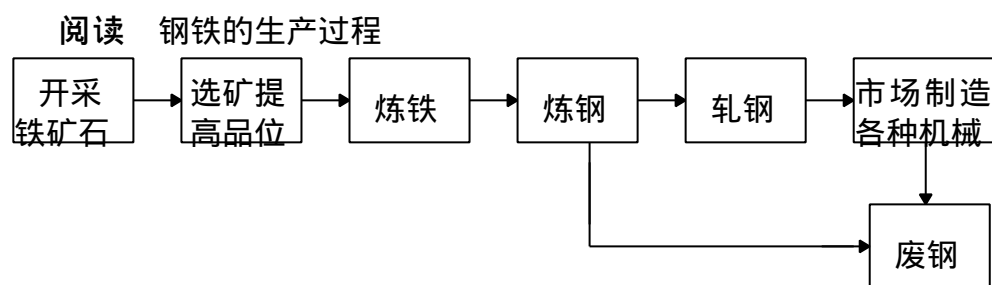 阅读 钢铁的生产过程
开采
铁矿石
选矿提
高品位
炼铁
炼钢
轧钢
市场制造
各种机械
废钢